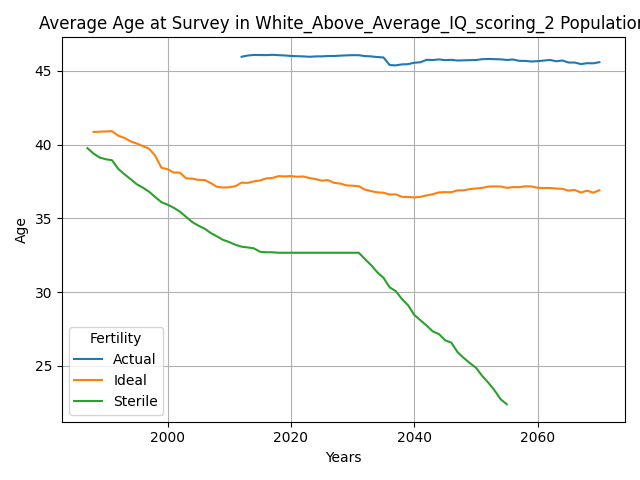 Average Age at Survey in White_Above_Average_IQ_scoring_2 Population
Age
45
40
35
30
25
Fertility
Actual
Ideal
Sterile
2000 2020 2040 2060
Years